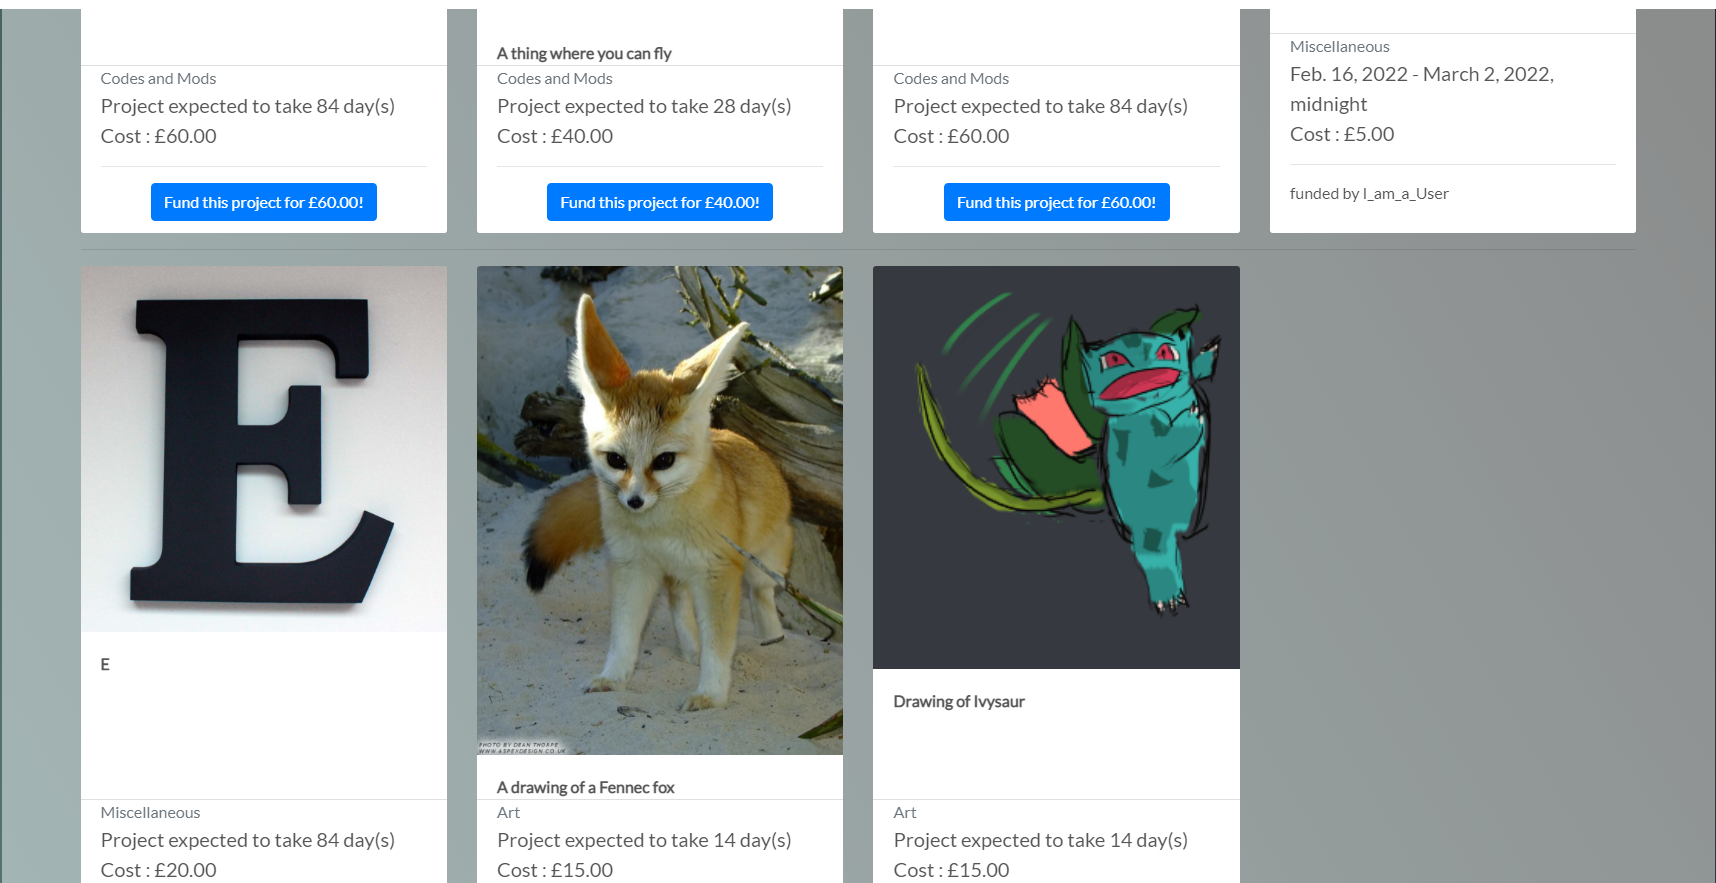 Codes and Mods
Project expected to take 84 day(s)
Cost : £60.00
Fund this project for £60.00!
A thing where you can fly
Codes and Mods
Project expected to take 28 day(s)
Cost : £40.00
Fund this project for £40.00!
Codes and Mods
Project expected to take 84 day(s)
Cost : £60.00
Fund this project for £60.00!
Miscellaneous
Feb. 16, 2022 - March 2, 2022,
midnight
Cost : £5.00
funded by I_am_a_User
E
E
Miscellaneous
Project expected to take 84 day(s)
Cost : £20.00
PHOTO BY DEAN THORPE
WWW.ASPEXDESIGN.CO.UK
A drawing of a Fennec fox
Art
Project expected to take 14 day(s)
Cost : £15.00
Drawing of Ivysaur
Art
Project expected to take 14 day(s)
Cost : £15.00